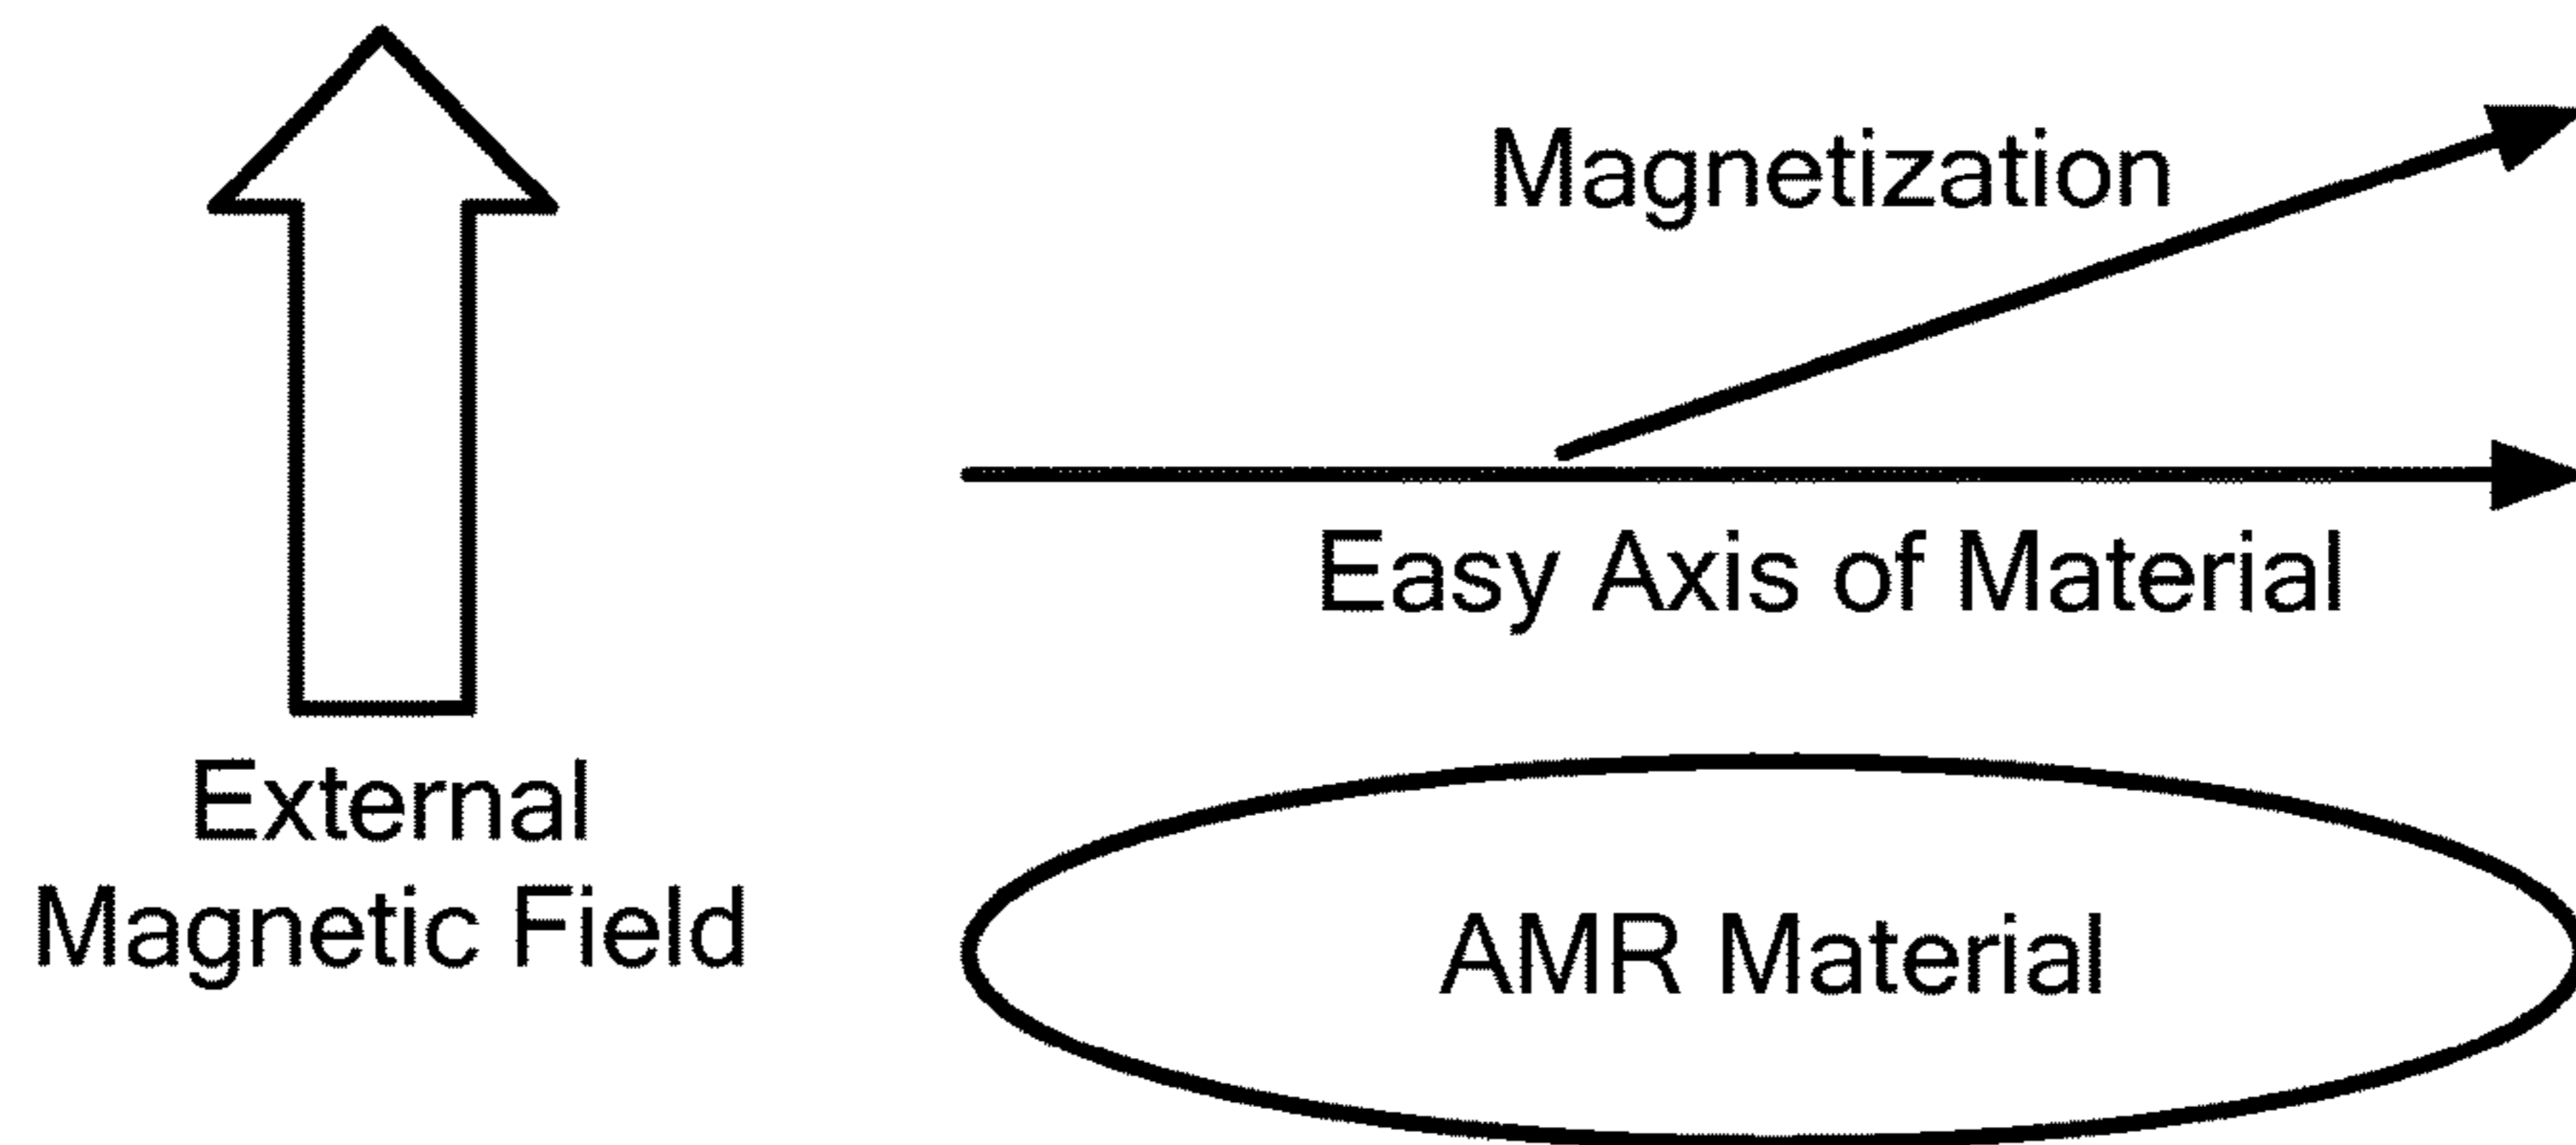 Magnetization
Easy Axis of Material
External
Magnetic Field
AMR Material